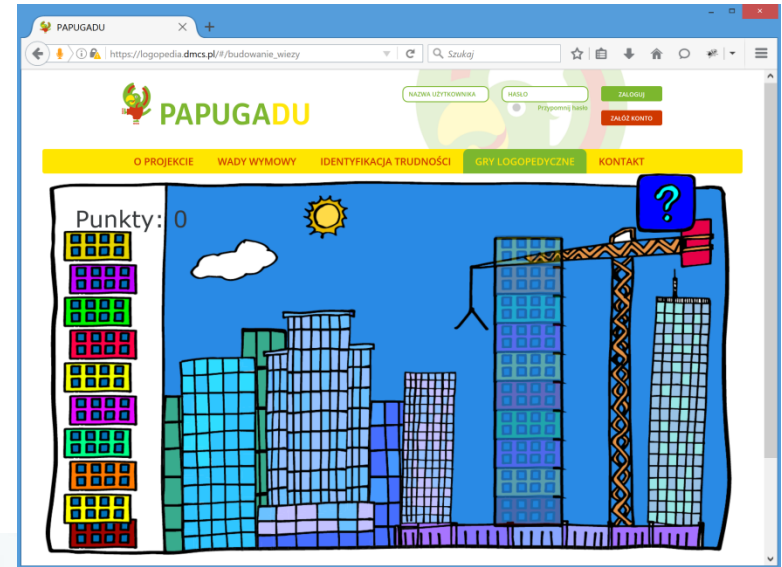 PAPUGADU
https://logopedia.dmcs.pl/#/budowanie_wiezy
Szukaj
PAPUGADU
NAZWA UŻYTKOWNIKA
HASŁO
ZALOGUJ
Przypomnij hasło
ZAŁÓŻ KONTO
O PROJEKCIE
WADY WYMOWY
IDENTYFIKACJA TRUDNOŚCI
GRY LOGOPEDYCZNE
KONTAKT
Punkty: 0
?